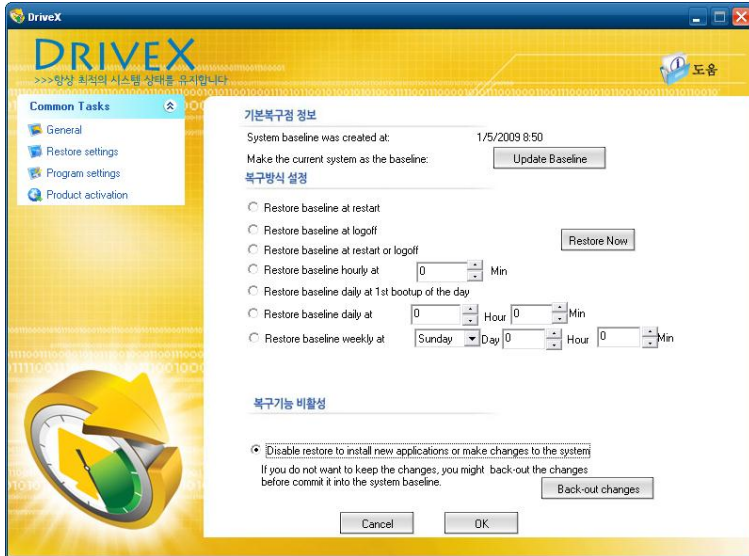 DriveX
DRIVEX
>>>항상 최적의 시스템 상태를 유지합니다
도움
Common Tasks
General
Restore settings
Program settings
Product activation
기본복구점 정보
System baseline was created at: 1/5/2009 8:50
Make the current system as the baseline: Update Baseline
복구방식 설정
Restore baseline at restart
Restore baseline at logoff
Restore Now
Restore baseline at restart or logoff
Restore baseline hourly at 0 Min
Restore baseline daily at 1st bootup of the day
Restore baseline daily at 0 Hour 0 Min
Restore baseline weekly at Sunday Day 0 Hour 0 Min
복구기능 비활성
Disable restore to install new applications or make changes to the system
If you do not want to keep the changes, you might back-out the changes
before commit it into the system baseline.
Back-out changes
Cancel OK